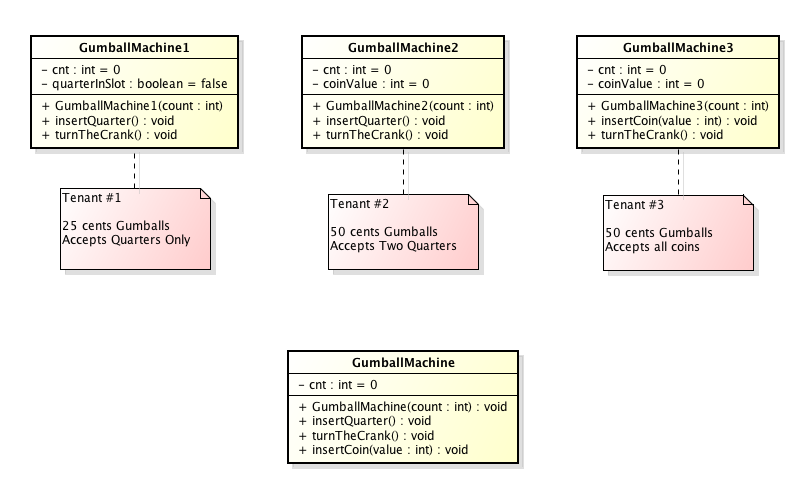 GumballMachine1
– cnt : int = 0
– quarterInSlot : boolean = false
+ GumballMachine1(count : int)
+ insertQuarter() : void
+ turnTheCrank() : void
Tenant #1
25 cents Gumballs
Accepts Quarters Only
GumballMachine2
– cnt : int = 0
– coinValue : int = 0
+ GumballMachine2(count : int)
+ insertQuarter() : void
+ turnTheCrank() : void
Tenant #2
50 cents Gumballs
Accepts Two Quarters
GumballMachine3
– cnt : int = 0
– coinValue : int = 0
+ GumballMachine3(count : int)
+ insertCoin(value : int) : void
+ turnTheCrank() : void
Tenant #3
50 cents Gumballs
Accepts all coins
GumballMachine
– cnt : int = 0
+ GumballMachine(count : int) : void
+ insertQuarter() : void
+ turnTheCrank() : void
+ insertCoin(value : int) : void